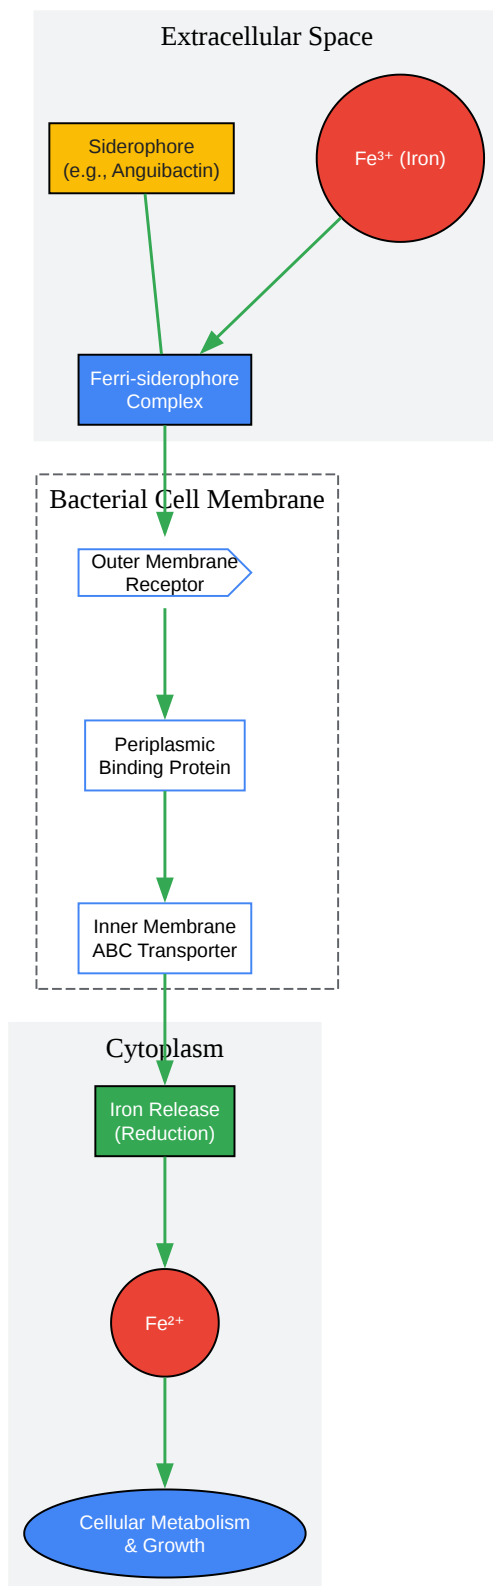 Extracellular Space
Siderophore
(e.g., Anguibactin)
Fe³⁺ (Iron)
Ferri-siderophore
Complex
Bacterial Cell Membrane
Outer Membrane
Receptor
Periplasmic
Binding Protein
Inner Membrane
ABC Transporter
Cytoplasm
Iron Release
(Reduction)
Fe²⁺
Cellular Metabolism
& Growth